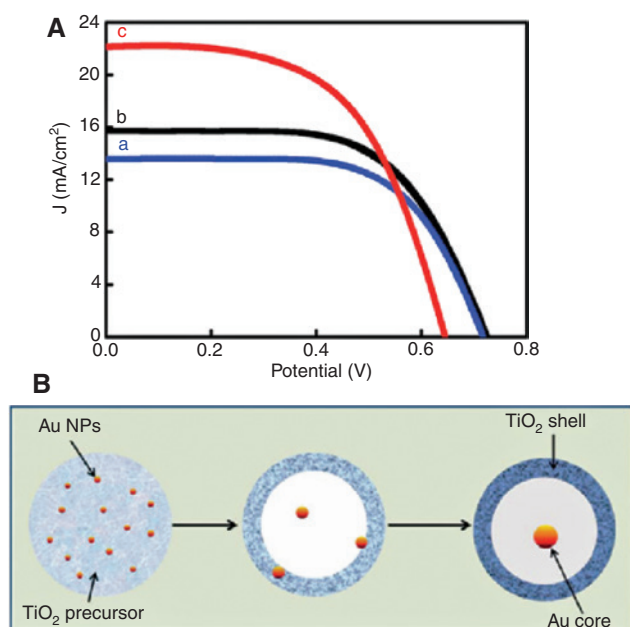 A
24
20
16
12
8
4
0
J (mA/cm²)
c
b
a
0.0 0.2 0.4 0.6 0.8
Potential (V)
B
Au NPs
TiO₂ precursor
TiO₂ shell
Au core